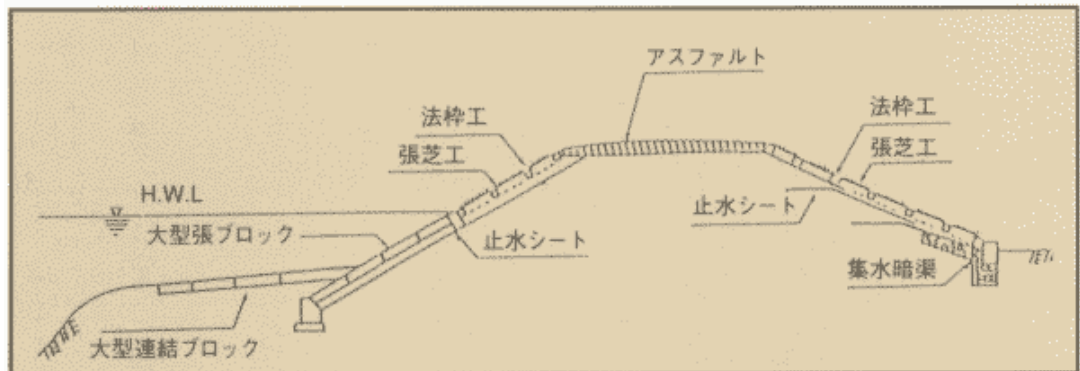 アスファルト
法枠工
法枠工
張芝工
張芝工
H.W.L
止水シート
大型張ブロック
止水シート
集水暗渠
大型連結ブロック